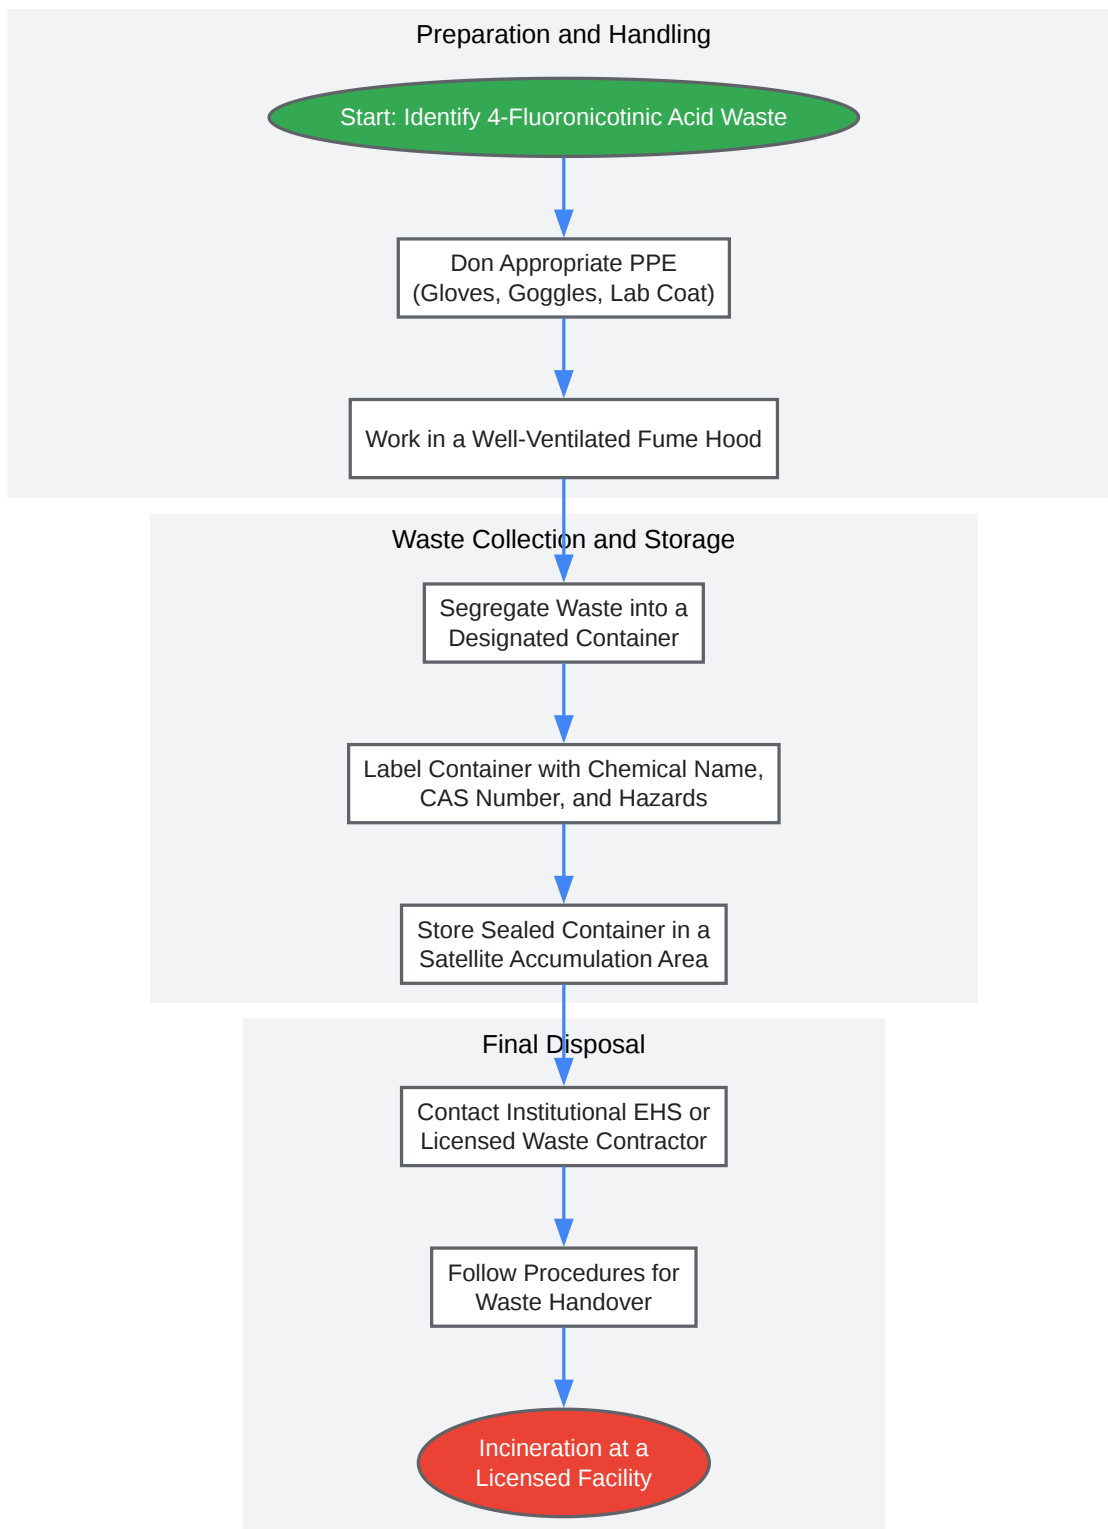 Preparation and Handling
Start: Identify 4-Fluoronicotinic Acid Waste
Don Appropriate PPE
(Gloves, Goggles, Lab Coat)
Work in a Well-Ventilated Fume Hood
Waste Collection and Storage
Segregate Waste into a
Designated Container
Label Container with Chemical Name,
CAS Number, and Hazards
Store Sealed Container in a
Satellite Accumulation Area
Final Disposal
Contact Institutional EHS or
Licensed Waste Contractor
Follow Procedures for
Waste Handover
Incineration at a
Licensed Facility